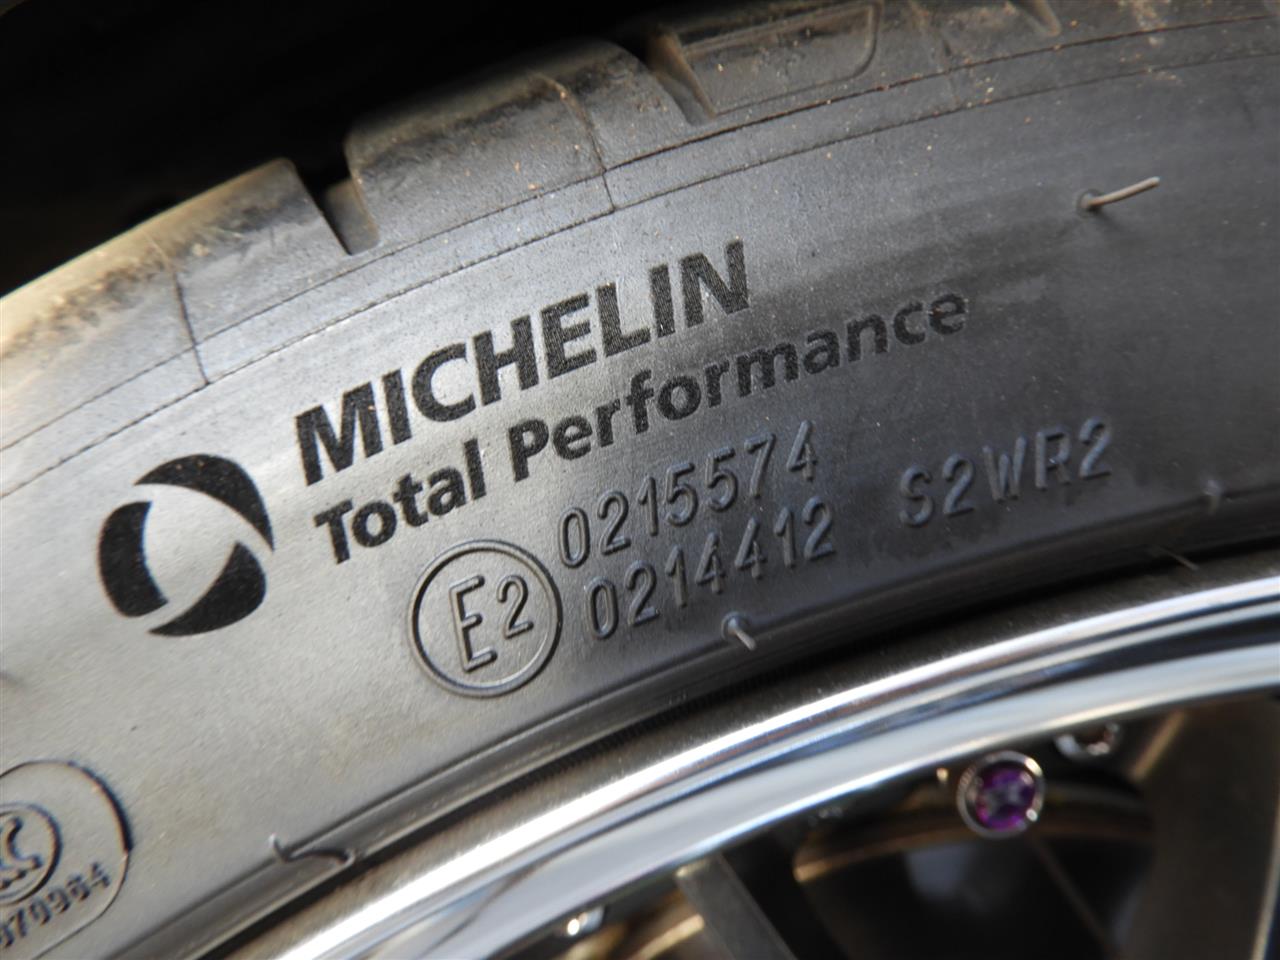 MICHELIN
Total Performance
E2
0215574
0214412 S2WR2